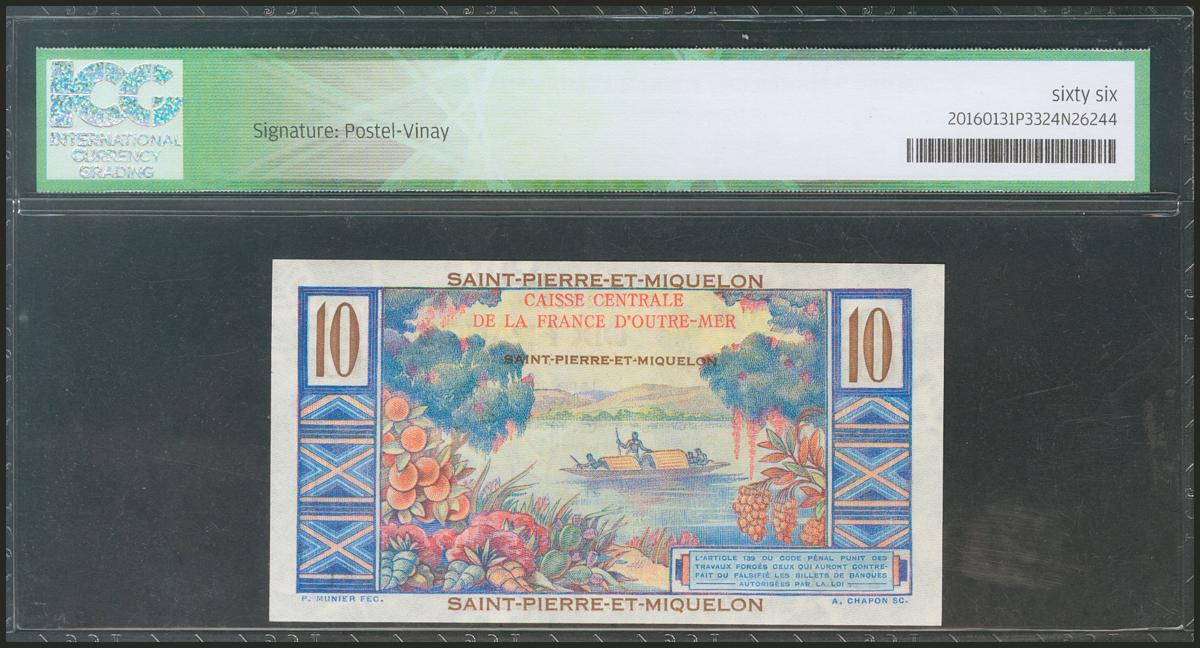 ICG
INTERNATIONAL
CURRENCY
GRADING
Signature: Postel-Vinay
sixty six
20160131P3324N26244
SAINT-PIERRE-ET-MIQUELON
CAISSE CENTRALE
DE LA FRANCE D'OUTRE-MER
SAINT-PIERRE-ET-MIQUELON
10
10
L'ARTICLE 139 DU CODE PÉNAL PUNIT DES
TRAVAUX FORCÉS CEUX QUI AURONT CONTRE-
FAIT OU FALSIFIÉ LES BILLETS DE BANQUES
AUTORISÉES PAR LA LOI
P. MUNIER FEC.
SAINT-PIERRE-ET-MIQUELON
A. CHAPON SC.